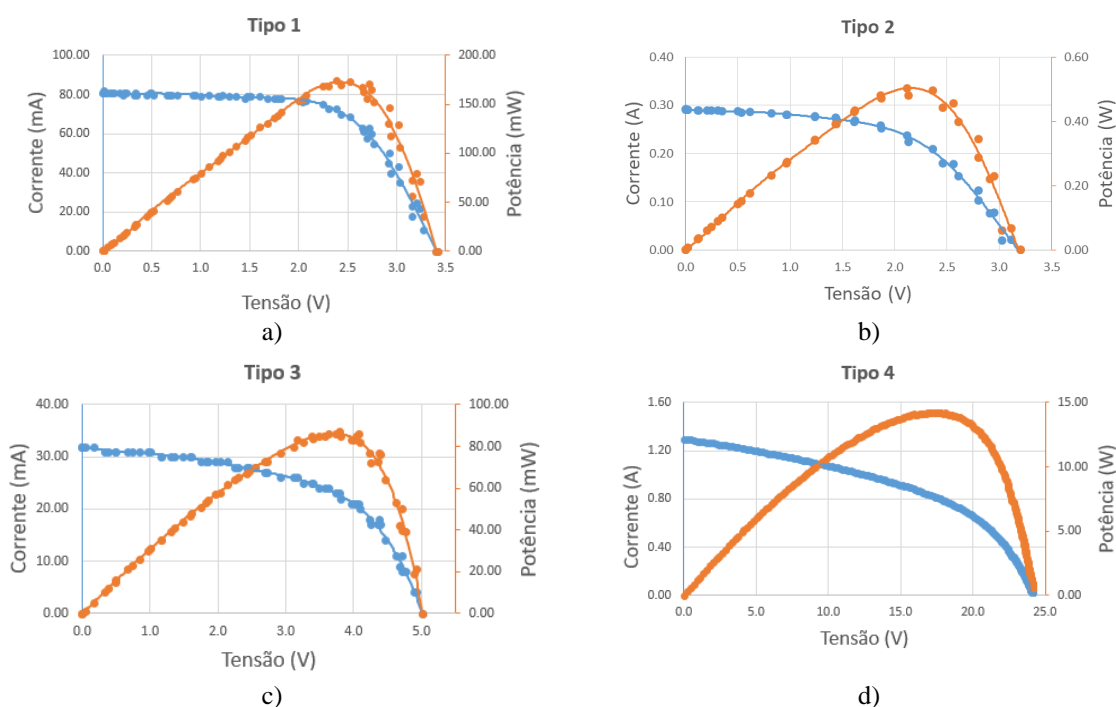 Tipo 1
100.00
80.00
60.00
40.00
20.00
0.00
Corrente (mA)
200.00
150.00
100.00
50.00
0.00
Potência (mW)
0.0 0.5 1.0 1.5 2.0 2.5 3.0 3.5
Tensão (V)
a)
Tipo 2
0.40
0.30
0.20
0.10
0.00
Corrente (A)
0.60
0.40
0.20
0.00
Potência (W)
0.0 0.5 1.0 1.5 2.0 2.5 3.0 3.5
Tensão (V)
b)
Tipo 3
40.00
30.00
20.00
10.00
0.00
Corrente (mA)
100.00
80.00
60.00
40.00
20.00
0.00
Potência (mW)
0.0 1.0 2.0 3.0 4.0 5.0
Tensão (V)
c)
Tipo 4
1.60
1.20
0.80
0.40
0.00
Corrente (A)
15.00
10.00
5.00
0.00
Potência (W)
0.0 5.0 10.0 15.0 20.0 25.0
Tensão (V)
d)